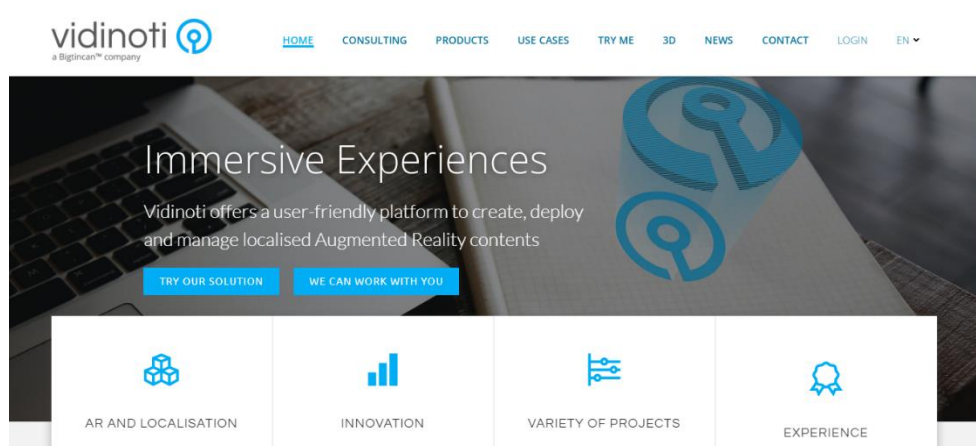 vidinoti
a Bigtincan™ company
HOME CONSULTING PRODUCTS USE CASES TRY ME 3D NEWS CONTACT LOGIN EN
Immersive Experiences
Vidinoti offers a user-friendly platform to create, deploy
and manage localised Augmented Reality contents
TRY OUR SOLUTION WE CAN WORK WITH YOU
AR AND LOCALISATION INNOVATION VARIETY OF PROJECTS EXPERIENCE